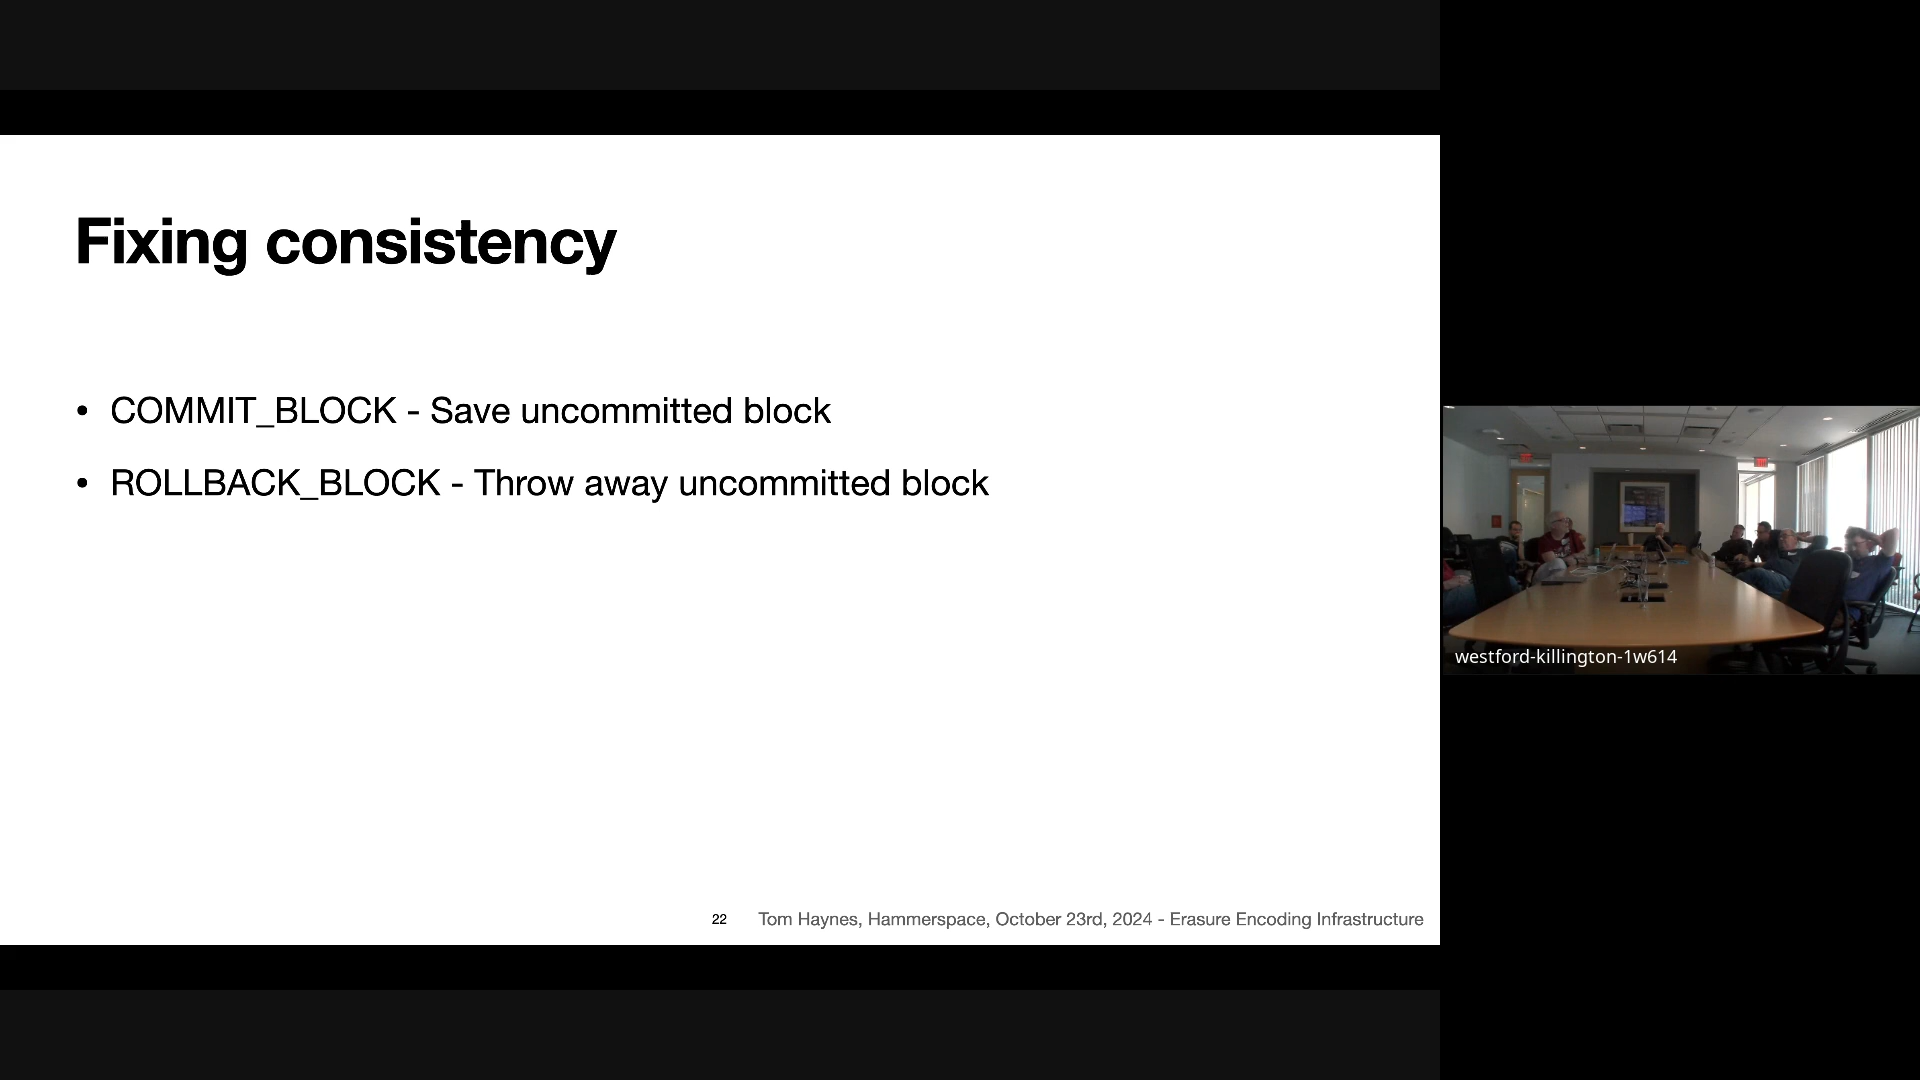 Fixing consistency
• COMMIT_BLOCK - Save uncommitted block
• ROLLBACK_BLOCK - Throw away uncommitted block
22 Tom Haynes, Hammerspace, October 23rd, 2024 - Erasure Encoding Infrastructure
westford-killington-1w614